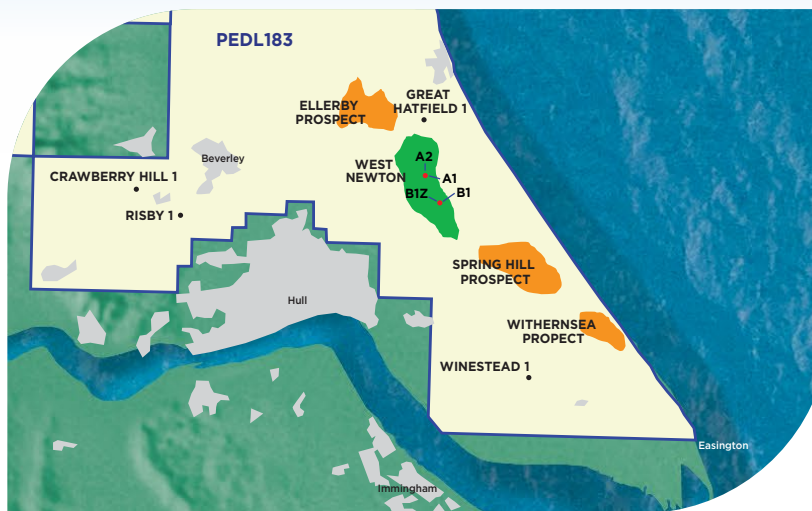 PEDL183
ELLERBY
PROSPECT
GREAT
HATFIELD 1
Beverley
WEST
NEWTON
A2
A1
B1Z
B1
CRAWBERRY HILL 1
RISBY 1
SPRING HILL
PROSPECT
Hull
WITHERNSEA
PROPECT
WINESTEAD 1
Easington
Immingham